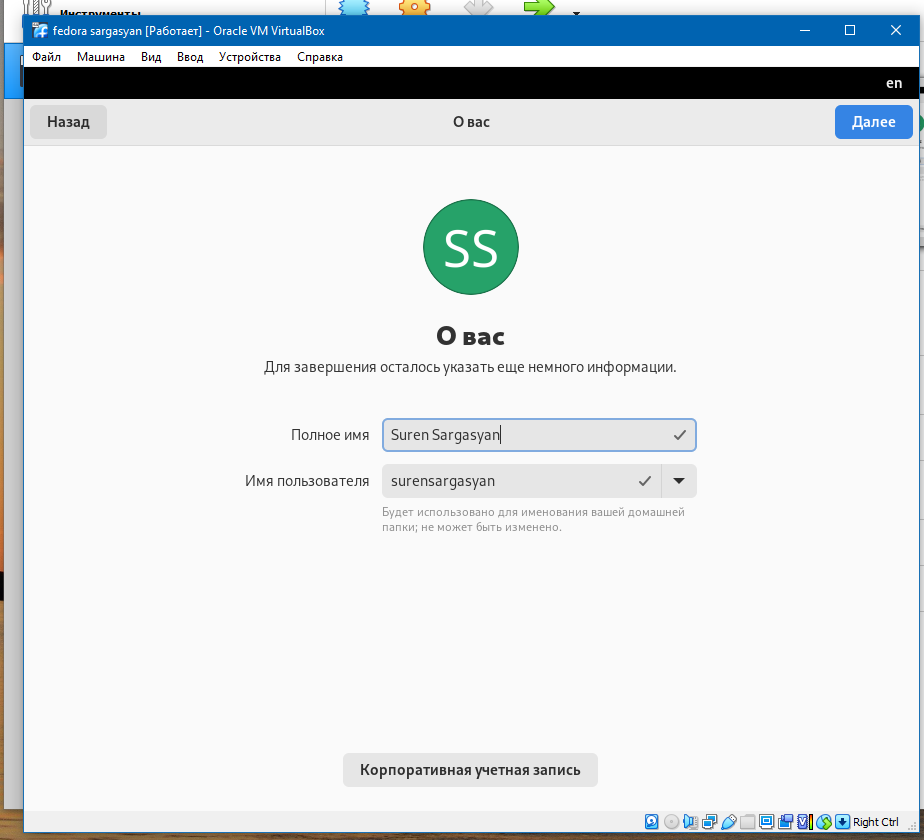 Инструменты
fedora sargasyan [Работает] - Oracle VM VirtualBox
Файл Машина Вид Ввод Устройства Справка
en
Назад О вас Далее
SS
О вас
Для завершения осталось указать еще немного информации.
Полное имя Suren Sargasyan
Имя пользователя surensargasyan
Будет использовано для именования вашей домашней
папки; не может быть изменено.
Корпоративная учетная запись
Right Ctrl